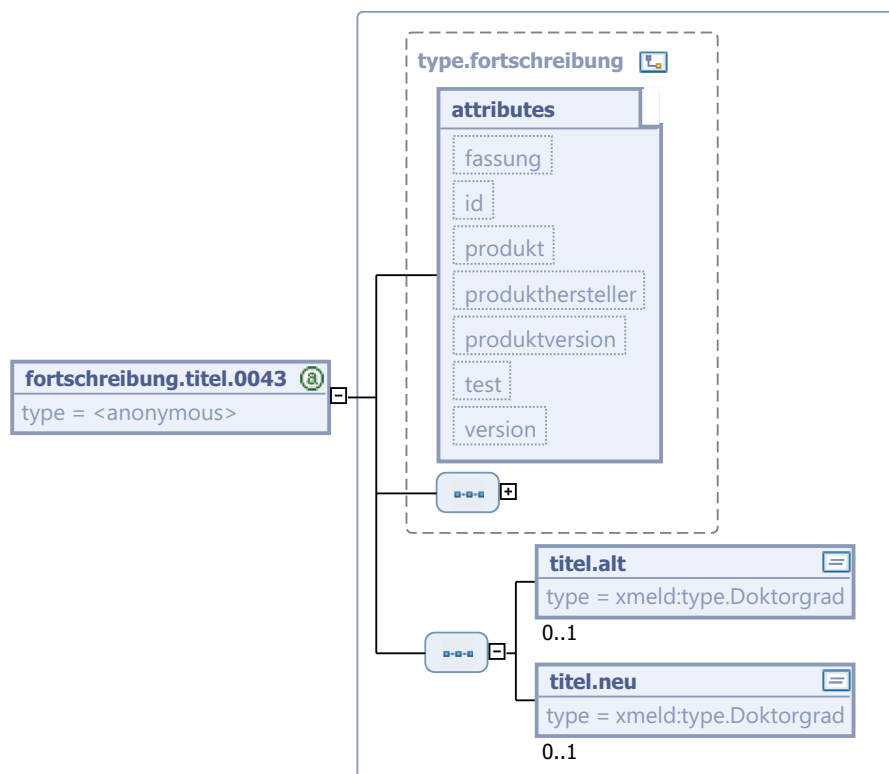 type.fortschreibung
attributes
fassung
id
produkt
produkthersteller
produktversion
test
version
fortschreibung.titel.0043
type = <anonymous>
titel.alt
type = xmeld:type.Doktorgrad
0..1
titel.neu
type = xmeld:type.Doktorgrad
0..1